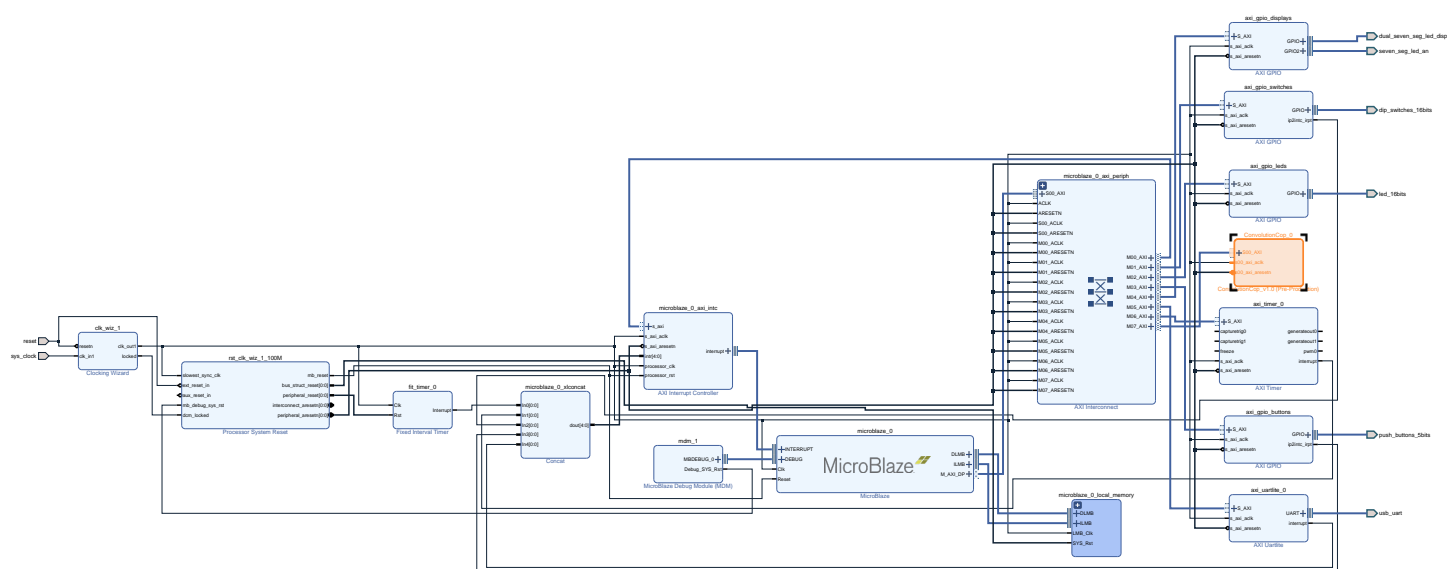 axi_gpio_displays
S_AXI
s_axi_aclk
s_axi_aresetn
GPIO
GPIO2
AXI GPIO
dual_seven_seg_led_disp
seven_seg_led_an
axi_gpio_switches
S_AXI
s_axi_aclk
s_axi_aresetn
GPIO
ip2intc_irpt
AXI GPIO
dip_switches_16bits
axi_gpio_leds
S_AXI
s_axi_aclk
s_axi_aresetn
GPIO
AXI GPIO
led_16bits
ConvolutionCop_0
S00_AXI
s00_axi_aclk
s00_axi_aresetn
ConvolutionCop_v1.0 (Pre-Production)
microblaze_0_axi_periph
S00_AXI
ACLK
ARESETN
S00_ACLK
S00_ARESETN
M00_ACLK
M00_ARESETN
M01_ACLK
M01_ARESETN
M02_ACLK
M02_ARESETN
M03_ACLK
M03_ARESETN
M04_ACLK
M04_ARESETN
M05_ACLK
M05_ARESETN
M06_ACLK
M06_ARESETN
M07_ACLK
M07_ARESETN
M00_AXI
M01_AXI
M02_AXI
M03_AXI
M04_AXI
M05_AXI
M06_AXI
M07_AXI
AXI Interconnect
axi_timer_0
S_AXI
capturetrig0
capturetrig1
freeze
s_axi_aclk
s_axi_aresetn
generateout0
generateout1
pwm0
interrupt
AXI Timer
microblaze_0_axi_intc
s_axi
s_axi_aclk
s_axi_aresetn
intr[4:0]
processor_clk
processor_rst
interrupt
AXI Interrupt Controller
reset
sys_clock
clk_wiz_1
resetn
clk_in1
clk_out1
locked
Clocking Wizard
rst_clk_wiz_1_100M
slowest_sync_clk
ext_reset_in
aux_reset_in
mb_debug_sys_rst
dcm_locked
mb_reset
bus_struct_reset[0:0]
peripheral_reset[0:0]
interconnect_aresetn[0:0]
peripheral_aresetn[0:0]
Processor System Reset
fit_timer_0
Clk
Rst
Interrupt
Fixed Interval Timer
microblaze_0_xlconcat
In0[0:0]
In1[0:0]
In2[0:0]
In3[0:0]
In4[0:0]
dout[4:0]
Concat
mdm_1
MBDEBUG_0
Debug_SYS_Rst
MicroBlaze Debug Module (MDM)
microblaze_0
INTERRUPT
DEBUG
Clk
Reset
MicroBlaze
DLMB
ILMB
M_AXI_DP
MicroBlaze
axi_gpio_buttons
S_AXI
s_axi_aclk
s_axi_aresetn
GPIO
ip2intc_irpt
AXI GPIO
push_buttons_5bits
microblaze_0_local_memory
DLMB
ILMB
LMB_Clk
SYS_Rst
axi_uartlite_0
S_AXI
s_axi_aclk
s_axi_aresetn
UART
interrupt
AXI Uartlite
usb_uart